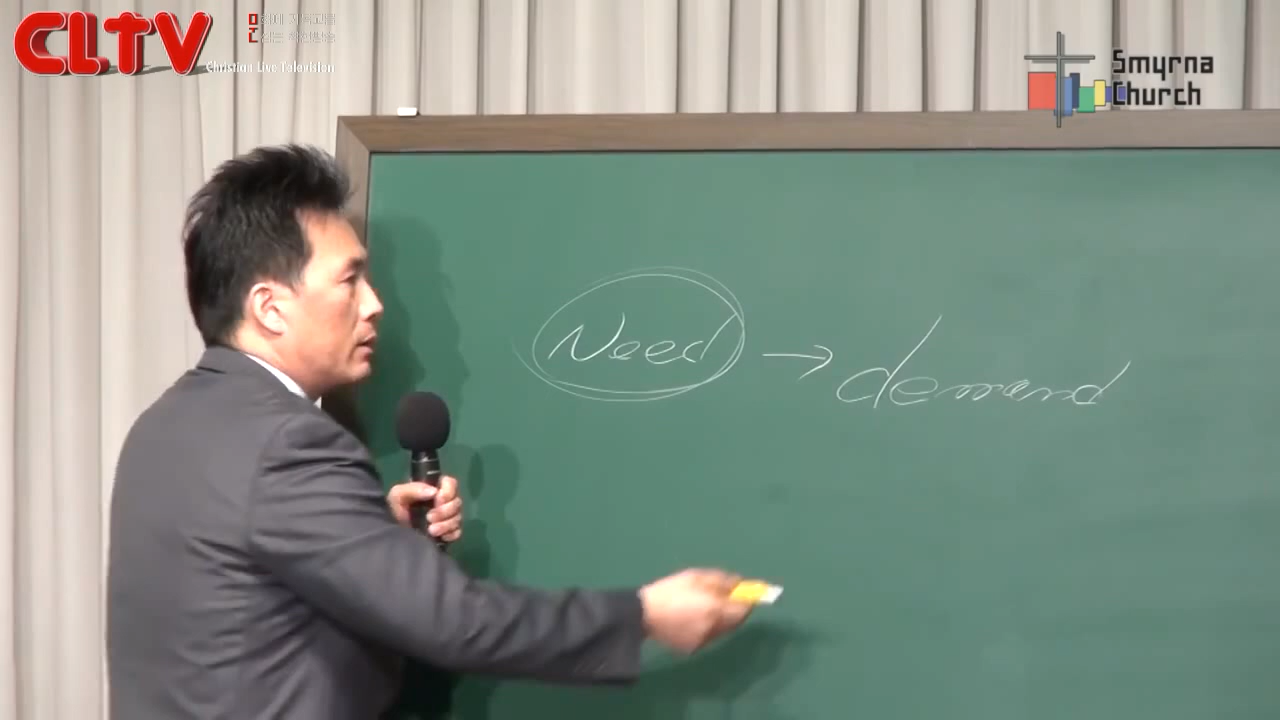 CLTV
Christian Live Television
Smyrna
Church
Need → demand